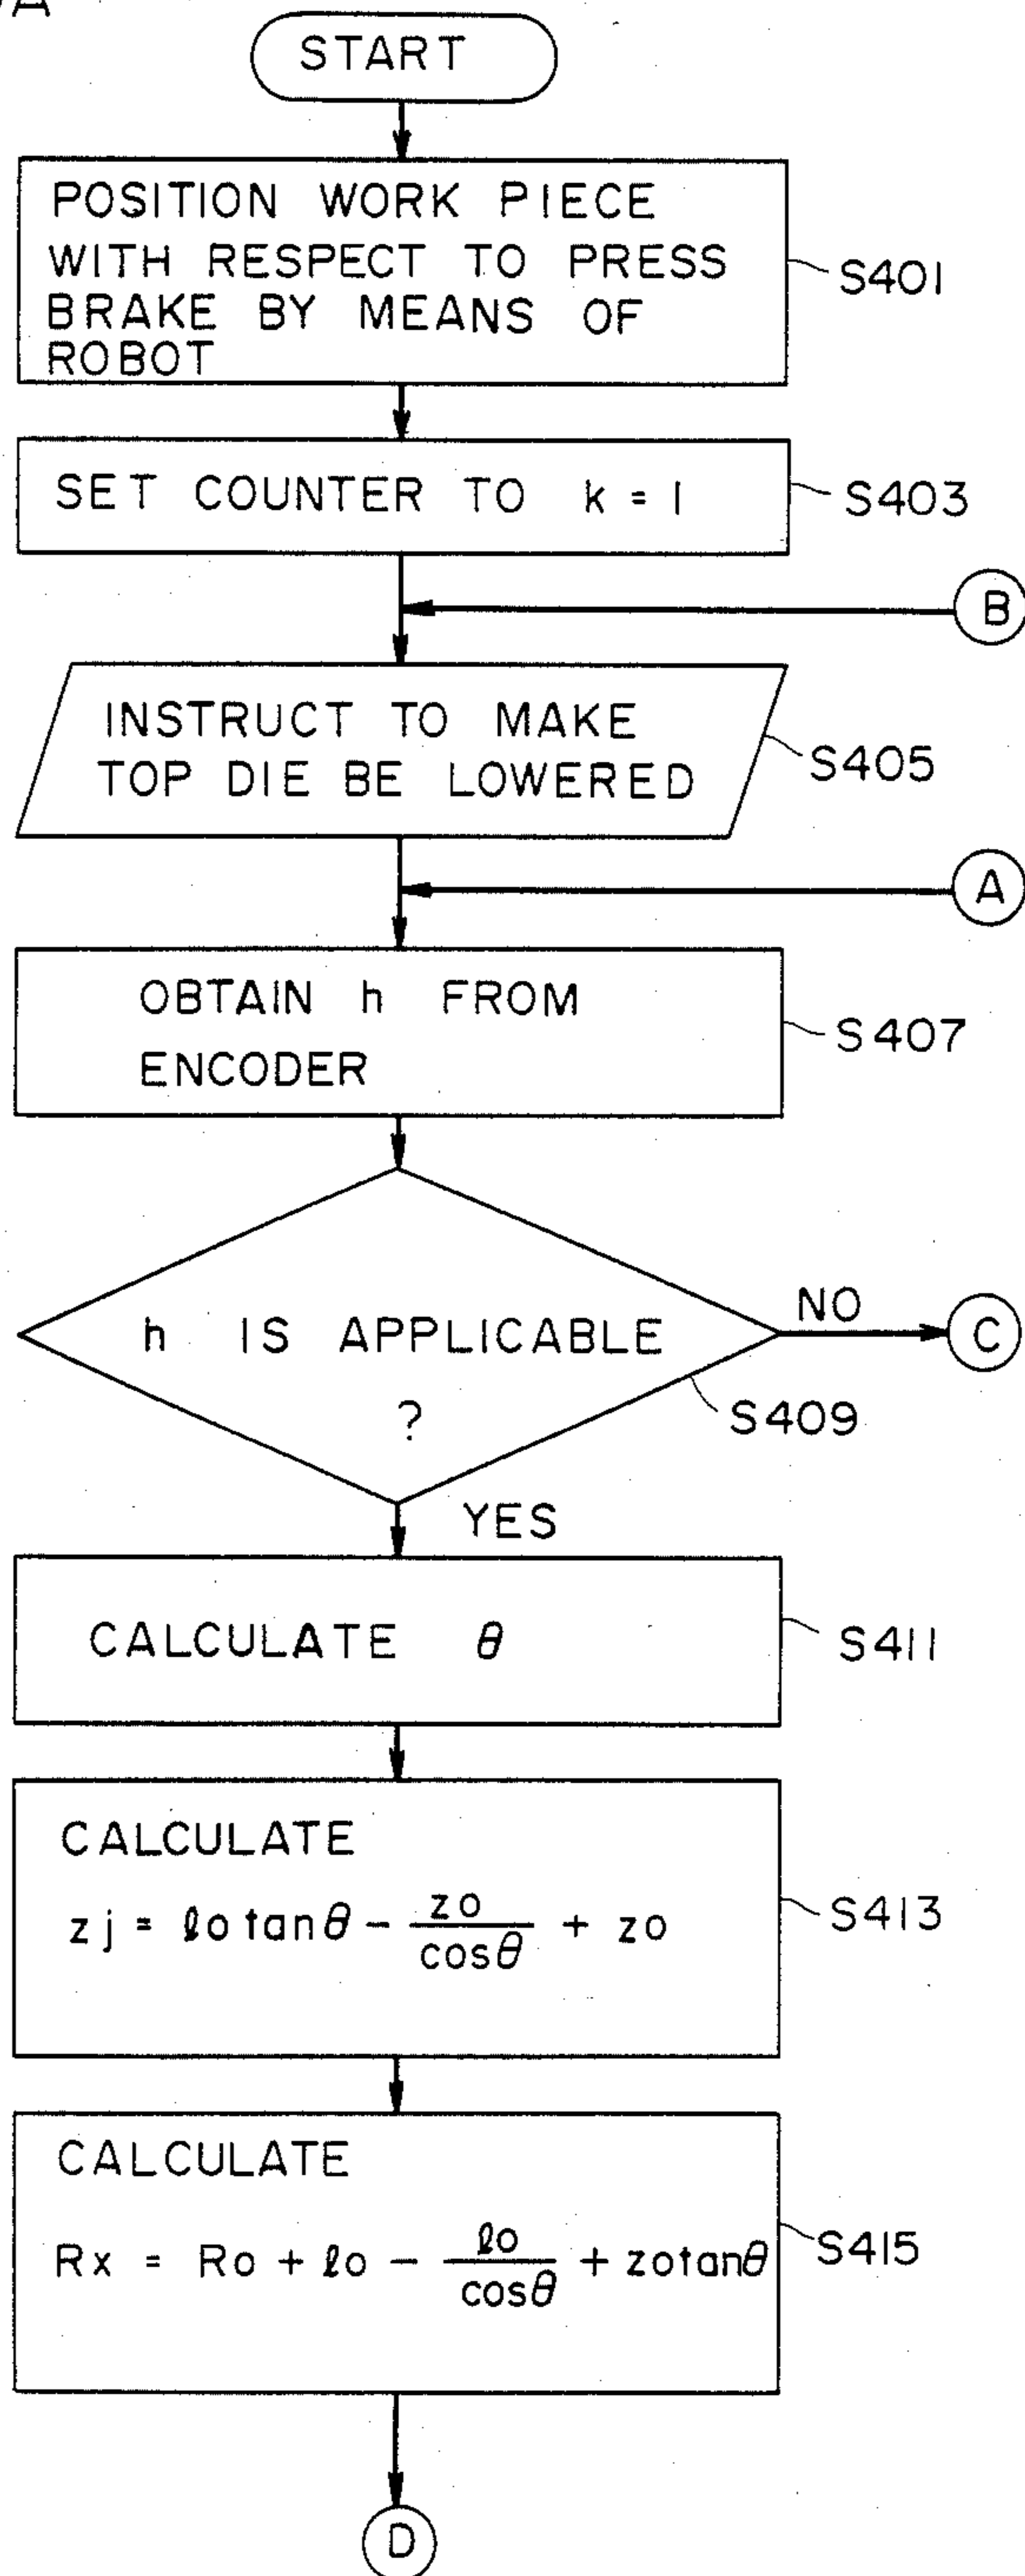 START
POSITION WORK PIECE
WITH RESPECT TO PRESS
BRAKE BY MEANS OF
ROBOT
S401
SET COUNTER TO k = 1
S403
B
INSTRUCT TO MAKE
TOP DIE BE LOWERED
S405
A
OBTAIN h FROM
ENCODER
S407
h IS APPLICABLE
?
NO
C
S409
YES
CALCULATE θ
S411
CALCULATE
zj = ℓo tanθ - zo/cosθ + zo
S413
CALCULATE
Rx = Ro + ℓo - ℓo/cosθ + zotanθ
S415
D